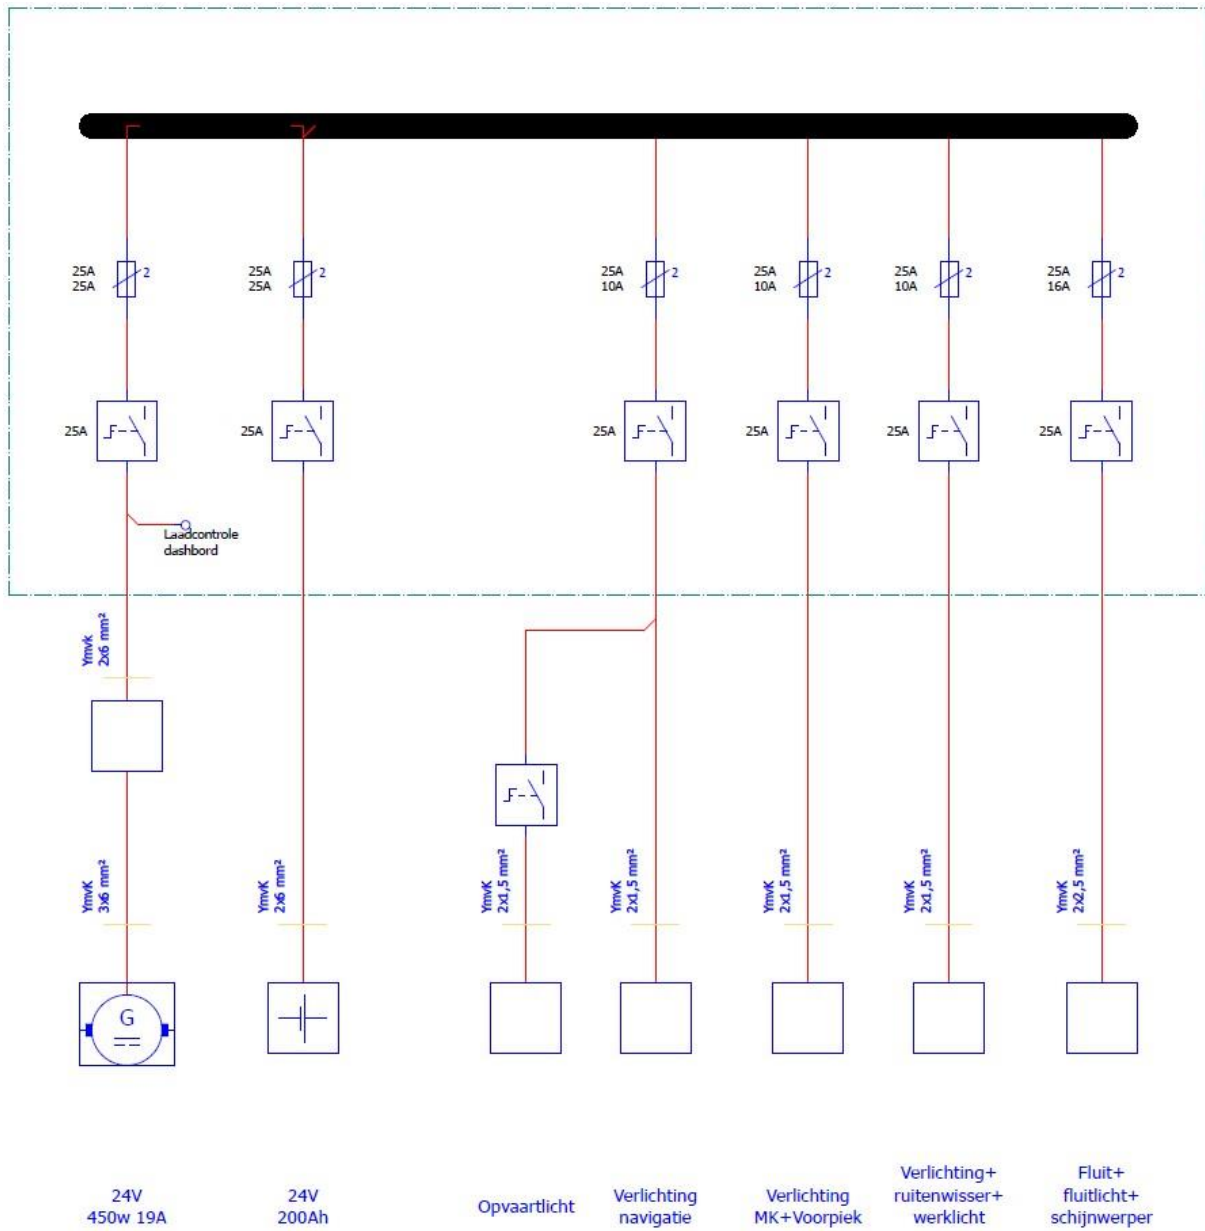 25A
25A
2
25A
25A
2
25A
10A
2
25A
10A
2
25A
10A
2
25A
16A
2
25A
25A
25A
25A
25A
25A
Laadcontrole
dashbord
Ymvk
2x6 mm²
YmvK
3x6 mm²
YmvK
2x6 mm²
YmvK
2x1,5 mm²
YmvK
2x1,5 mm²
YmvK
2x1,5 mm²
YmvK
2x1,5 mm²
YmvK
2x2,5 mm²
G
24V
450w 19A
24V
200Ah
Opvaartlicht
Verlichting
navigatie
Verlichting
MK+Voorpiek
Verlichting+
ruitenwisser+
werklicht
Fluit+
fluitlicht+
schijnwerper